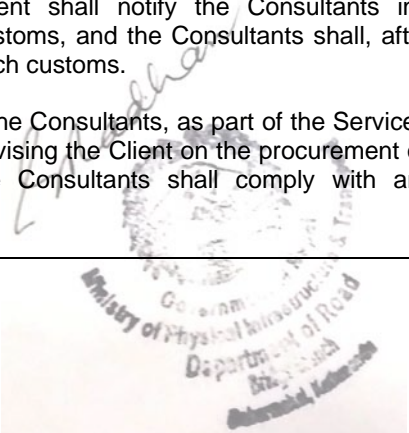 ent shall notify the Consultants in
stoms, and the Consultants shall, aft
ch customs.
he Consultants, as part of the Service
vising the Client on the procurement o
Consultants shall comply with a
Ministry of Physical Infrastructure &
Department of Road